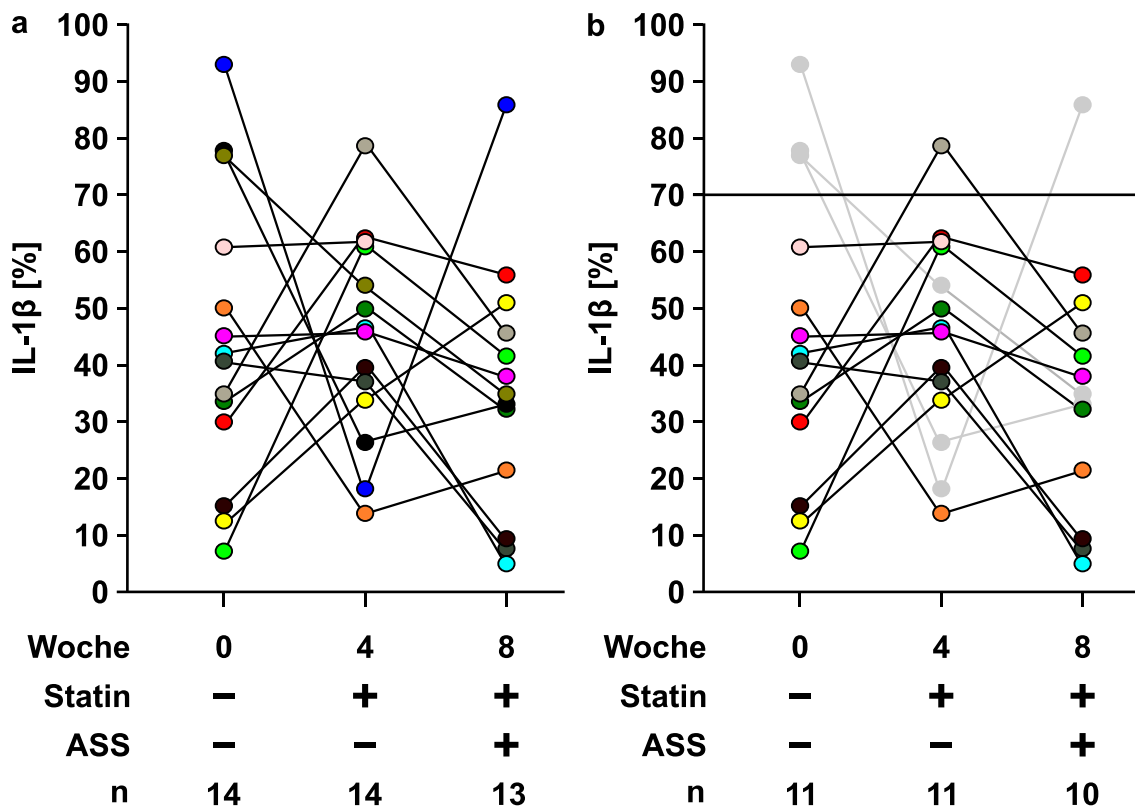 a
100
90
80
70
60
50
40
30
20
10
0
IL-1β [%]
Woche 0 4 8
Statin − + +
ASS − − +
n 14 14 13
b
100
90
80
70
60
50
40
30
20
10
0
IL-1β [%]
Woche 0 4 8
Statin − + +
ASS − − +
n 11 11 10